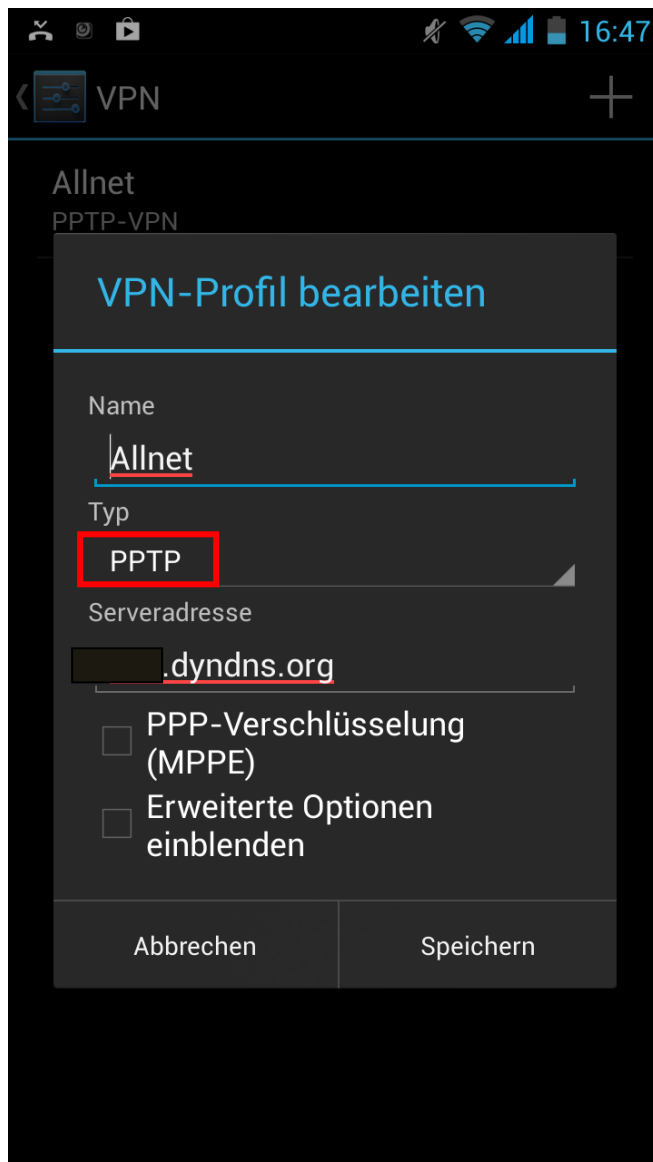 16:47
VPN
Allnet
PPTP-VPN
VPN-Profil bearbeiten
Name
Allnet
Typ
PPTP
Serveradresse
.dyndns.org
PPP-Verschlüsselung
(MPPE)
Erweiterte Optionen
einblenden
Abbrechen
Speichern